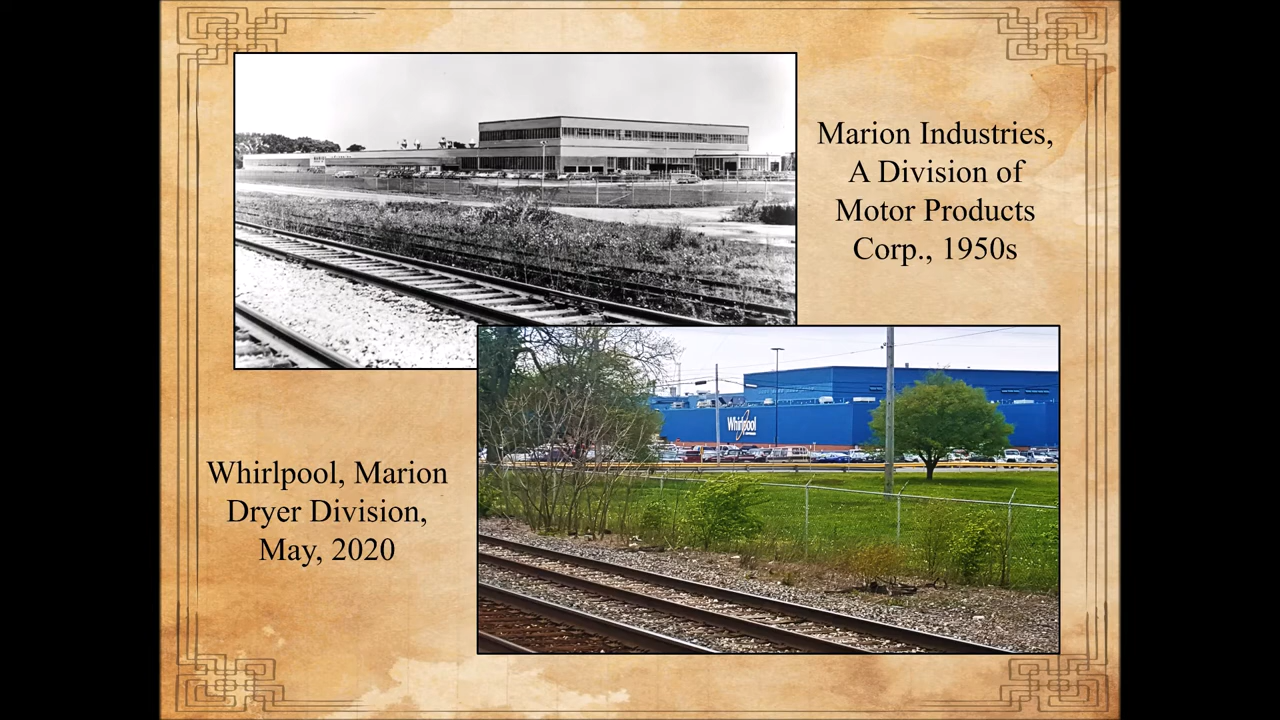 Marion Industries,
A Division of
Motor Products
Corp., 1950s
Whirlpool
Whirlpool, Marion
Dryer Division,
May, 2020